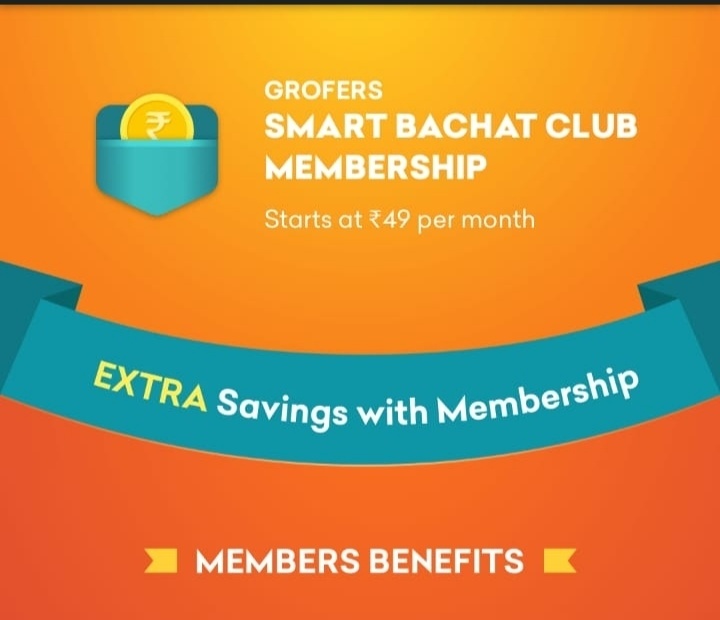 ₹
GROFERS
SMART BACHAT CLUB
MEMBERSHIP
Starts at ₹49 per month
EXTRA Savings with Membership
MEMBERS BENEFITS